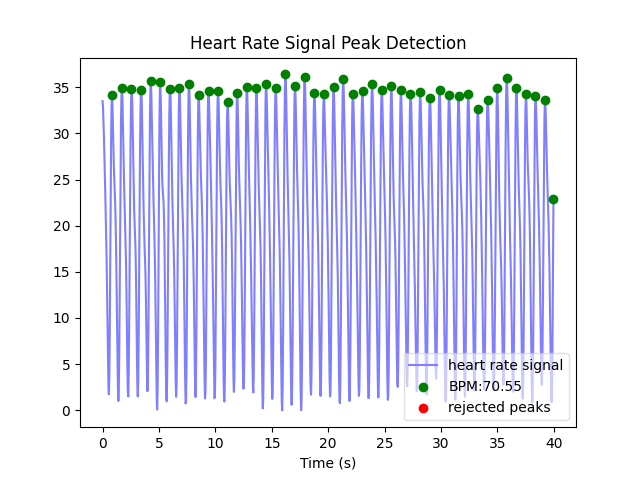 Heart Rate Signal Peak Detection
35
30
25
20
15
10
5
0
heart rate signal
BPM:70.55
rejected peaks
0 5 10 15 20 25 30 35 40
Time (s)